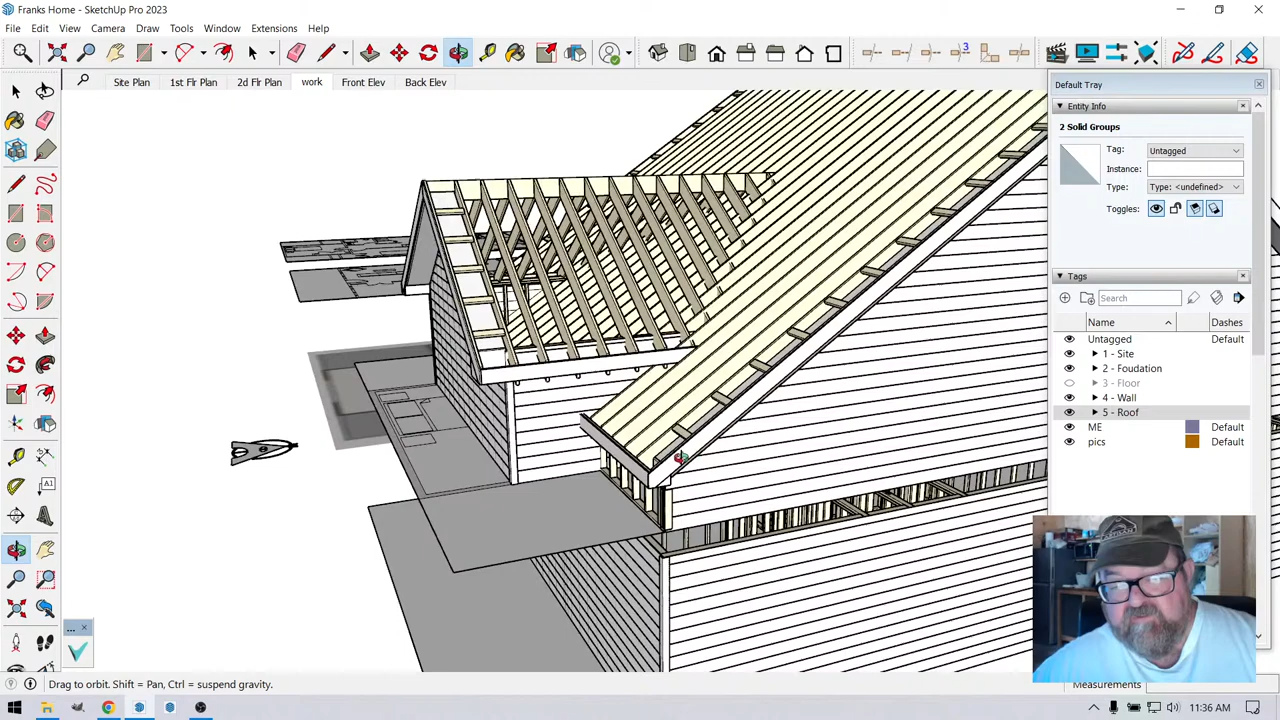 Franks Home - SketchUp Pro 2023
File Edit View Camera Draw Tools Window Extensions Help
3
Site Plan 1st Flr Plan 2d Flr Plan work Front Elev Back Elev
Default Tray
Entity Info
2 Solid Groups
Tag: Untagged
Instance:
Type: Type: <undefined>
Toggles:
Tags
Search
Name Dashes
Untagged Default
1 - Site
2 - Foudation
3 - Floor
4 - Wall
5 - Roof
ME Default
pics Default
A1
...
Drag to orbit. Shift = Pan, Ctrl = suspend gravity.
Measurements
11:36 AM